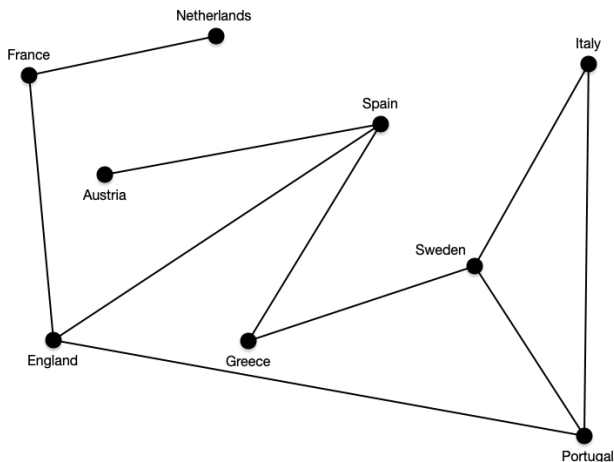 Netherlands
France
Italy
Spain
Austria
Sweden
England
Greece
Portugal